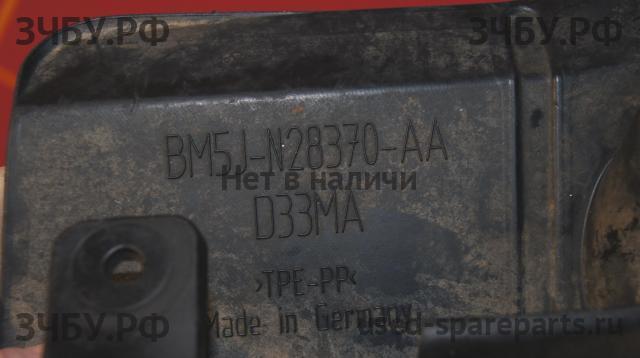 ЗЧБУ.РФ ЗЧБУ.РФ
BM5J-N28370-AA
Нет в наличи
D33MA
>TPE-PP<
Made in Germany
ЗЧБУ.РФ used-spareparts.ru